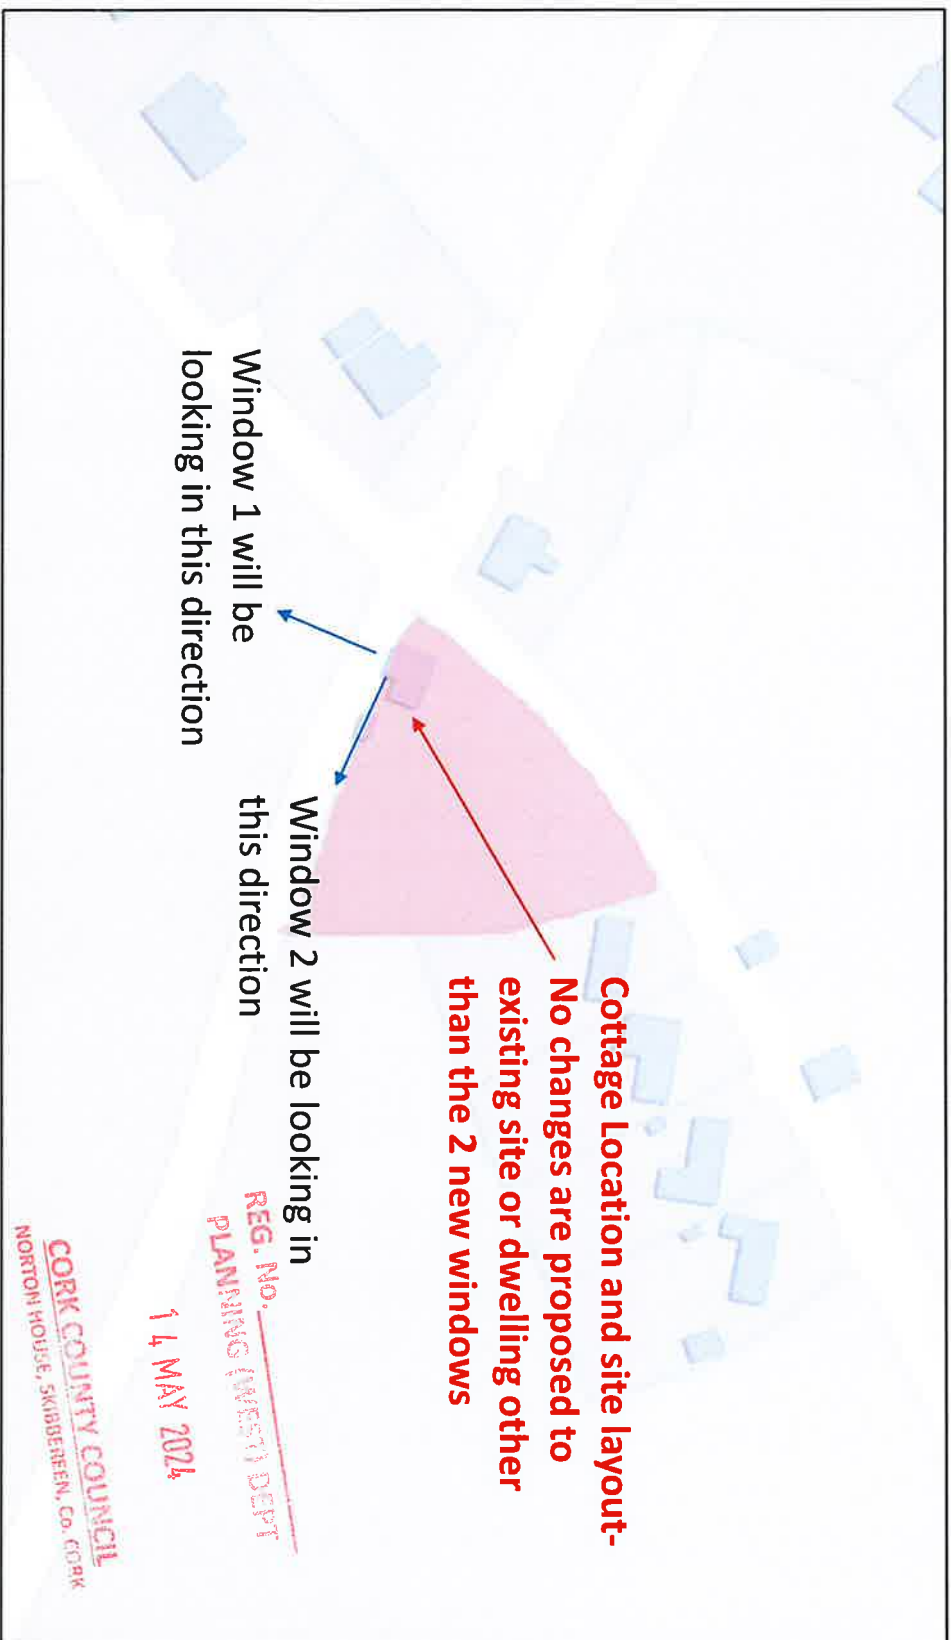 Cottage Location and site layout-
No changes are proposed to
existing site or dwelling other
than the 2 new windows
Window 1 will be
looking in this direction
Window 2 will be looking in
this direction
REG. No.
PLANNING (WEST) DEPT
14 MAY 2024
CORK COUNTY COUNCIL
NORTON HOUSE, SKIBBEREEN, Co. CORK